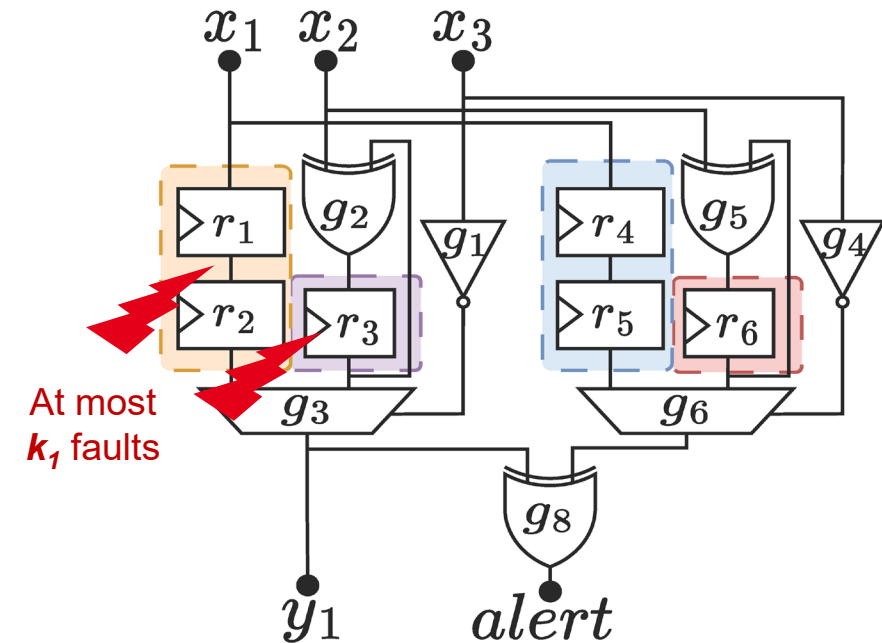 x1 x2 x3
g2 g5
r1 g1 r4 g4
r2 r3 r5 r6
At most
k1 faults
g3 g6
g8
y1 alert